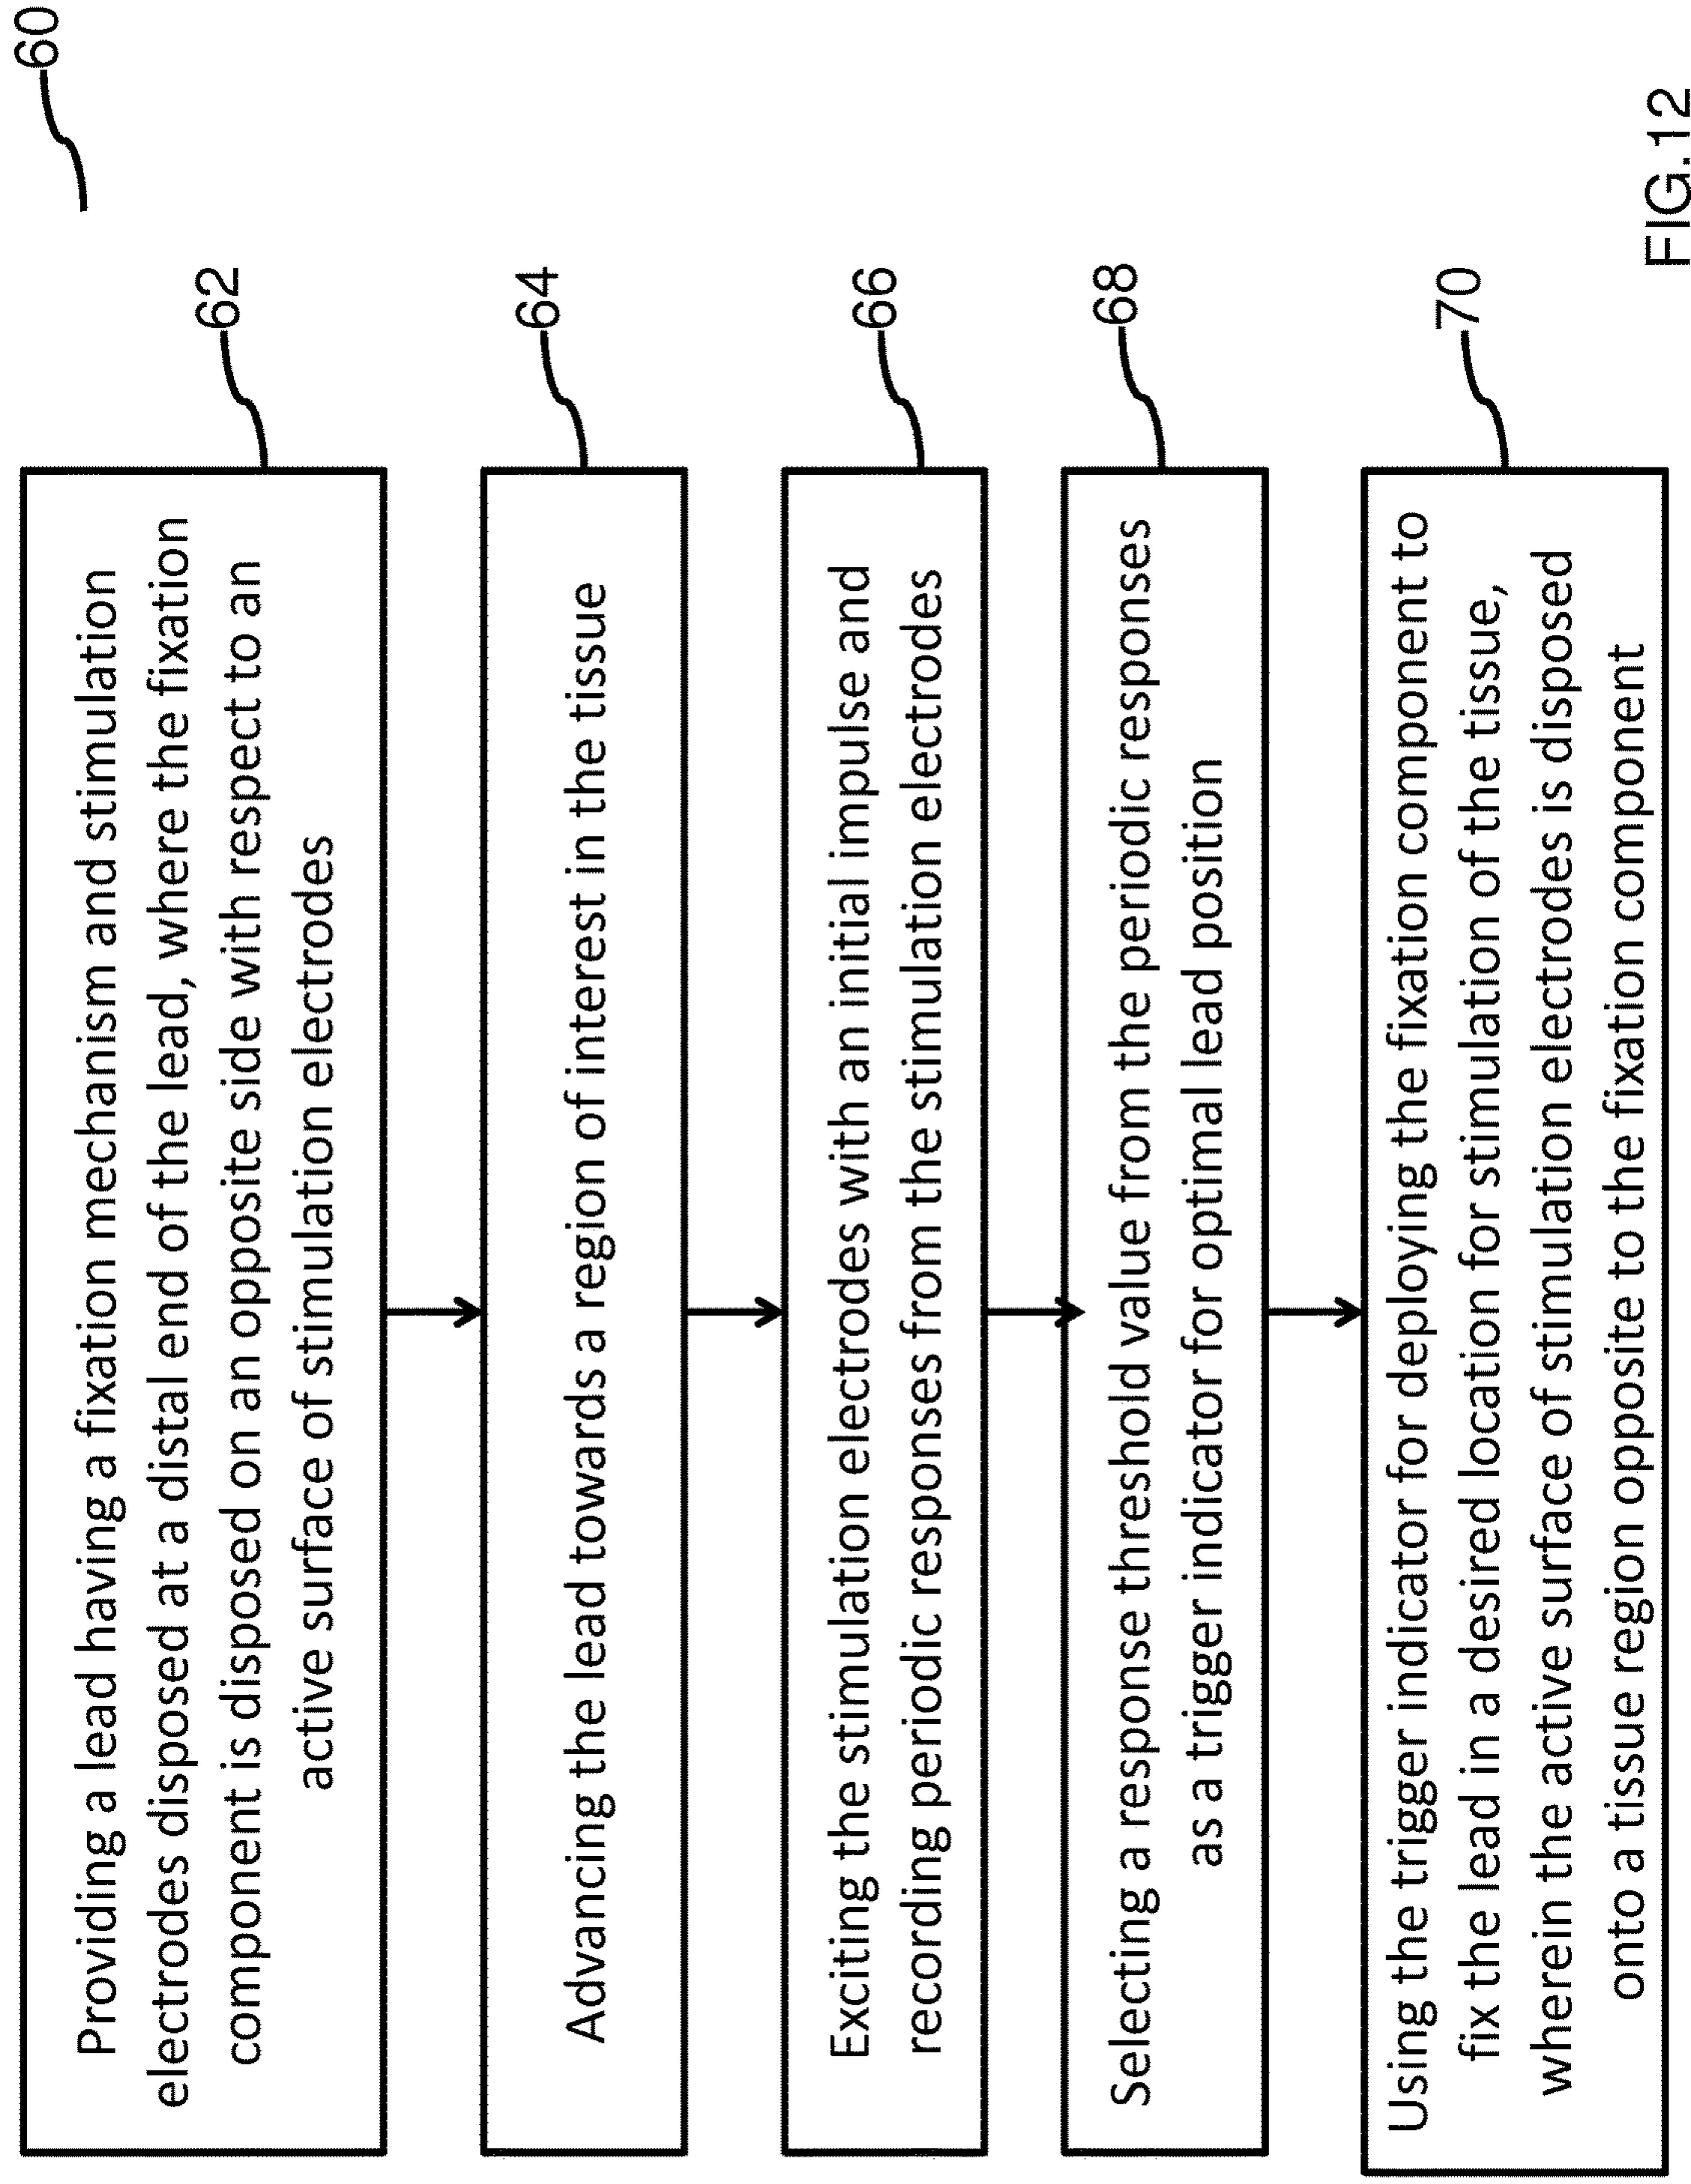 60
Providing a lead having a fixation mechanism and stimulation
electrodes disposed at a distal end of the lead, where the fixation
component is disposed on an opposite side with respect to an
active surface of stimulation electrodes
62
Advancing the lead towards a region of interest in the tissue
64
Exciting the stimulation electrodes with an initial impulse and
recording periodic responses from the stimulation electrodes
66
Selecting a response threshold value from the periodic responses
as a trigger indicator for optimal lead position
68
Using the trigger indicator for deploying the fixation component to
fix the lead in a desired location for stimulation of the tissue,
wherein the active surface of stimulation electrodes is disposed
onto a tissue region opposite to the fixation component
70
FIG.12